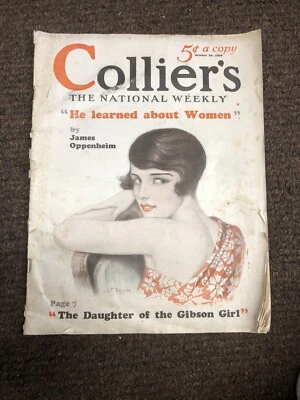 5¢ a copy
Collier's
THE NATIONAL WEEKLY
"He learned about Women"
by
James
Oppenheim
Page 7
"The Daughter of the Gibson Girl"